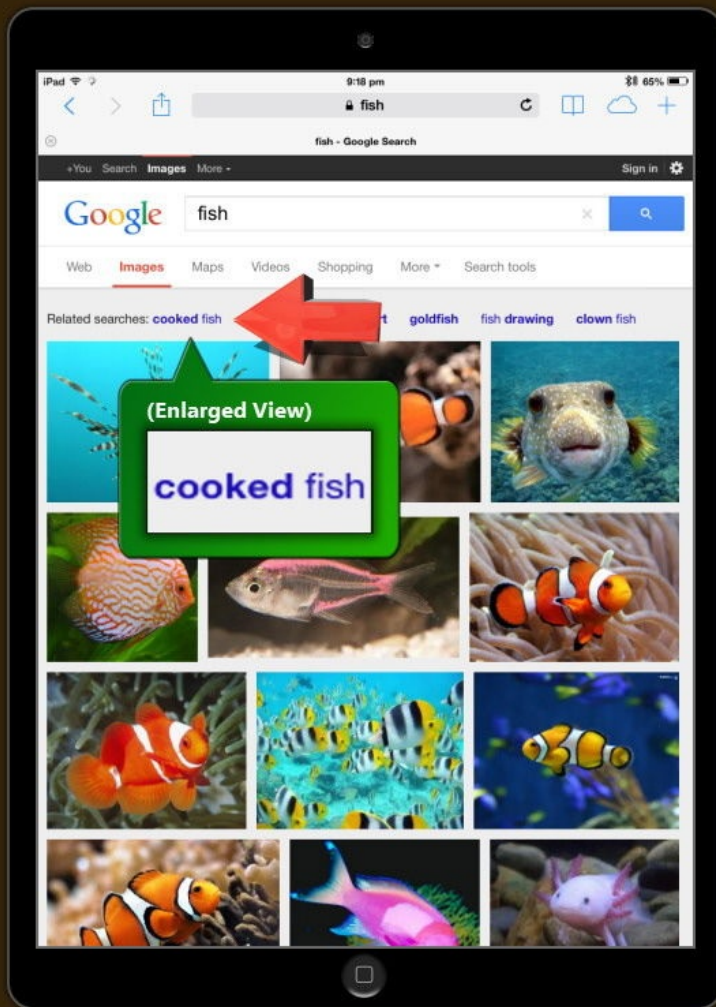 iPad 9:18 pm 65%
fish
fish - Google Search
+You Search Images More Sign in
Google fish
Web Images Maps Videos Shopping More Search tools
Related searches: cooked fish goldfish fish drawing clown fish
(Enlarged View)
cooked fish